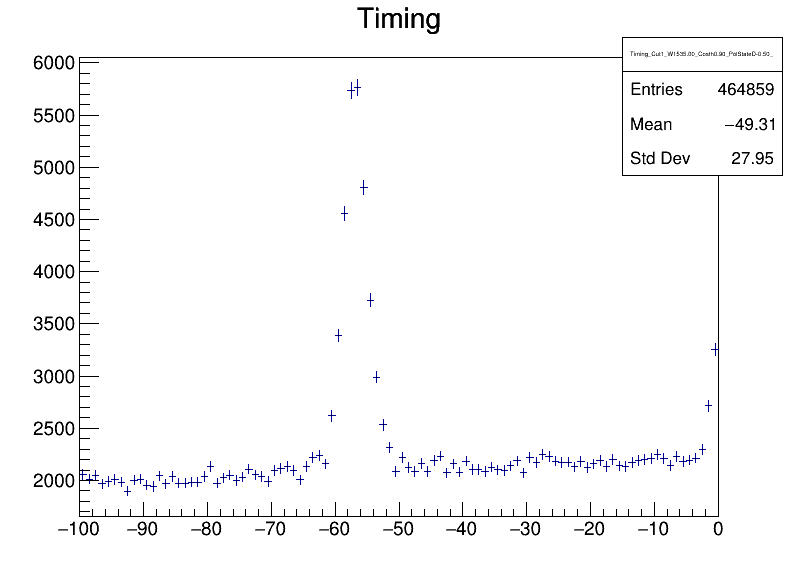 Timing
Timing_Cut1_W1535.00_Costh0.90_PolStateD-0.50_
Entries 464859
Mean −49.31
Std Dev 27.95
6000
5500
5000
4500
4000
3500
3000
2500
2000
−100 −90 −80 −70 −60 −50 −40 −30 −20 −10 0